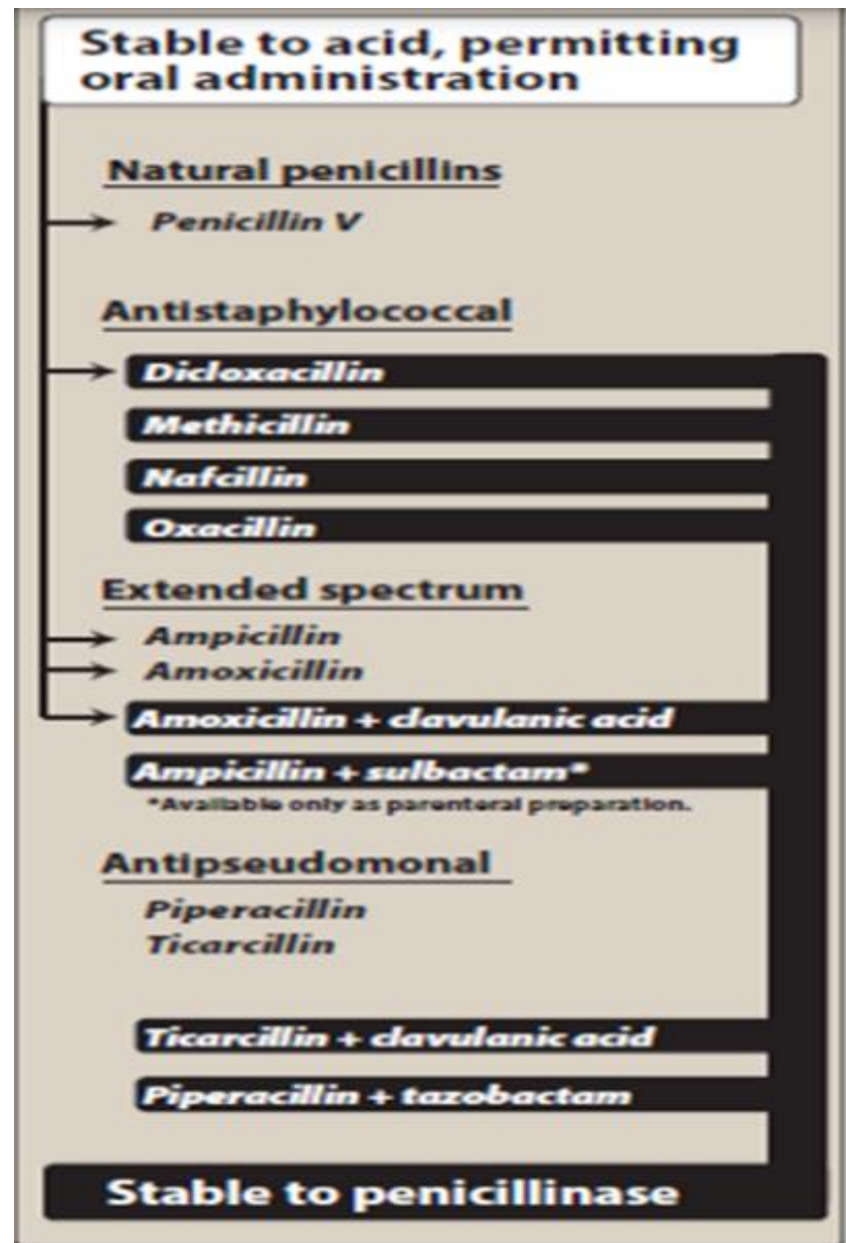 Stable to acid, permitting
oral administration
Natural penicillins
Penicillin V
Antistaphylococcal
Dicloxacillin
Methicillin
Nafcillin
Oxacillin
Extended spectrum
Ampicillin
Amoxicillin
Amoxicillin + clavulanic acid
Ampicillin + sulbactam*
*Available only as parenteral preparation.
Antipseudomonal
Piperacillin
Ticarcillin
Ticarcillin + clavulanic acid
Piperacillin + tazobactam
Stable to penicillinase